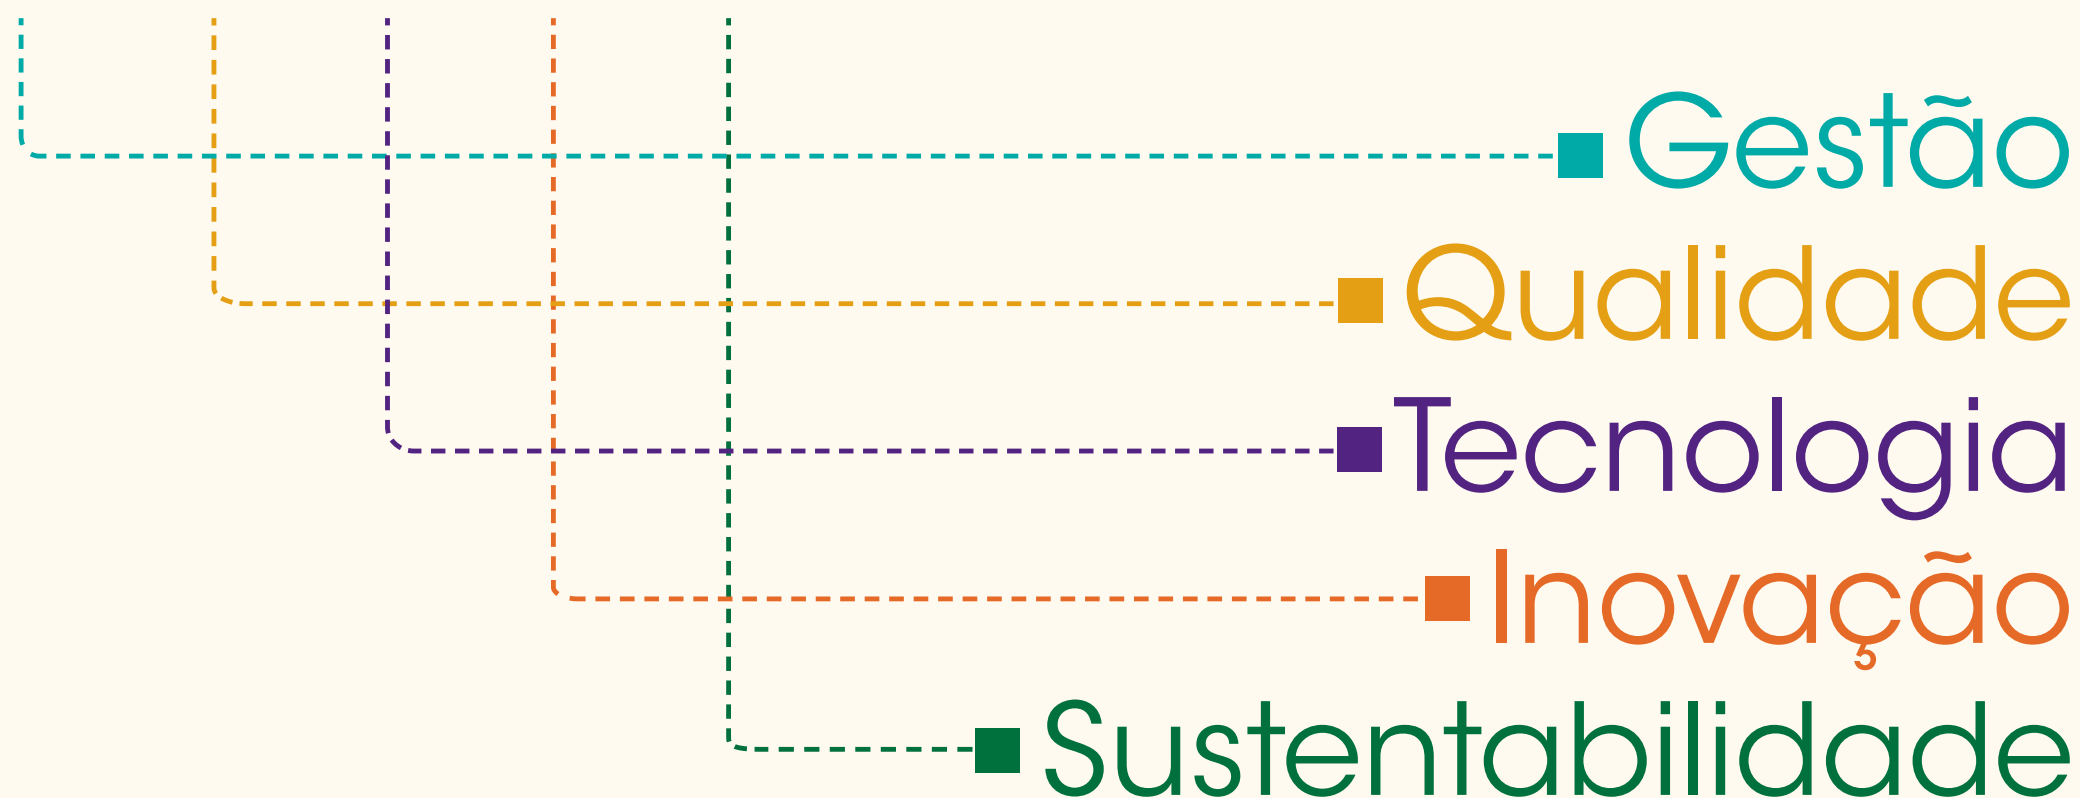 Gestão
Qualidade
Tecnologia
Inovação
Sustentabilidade